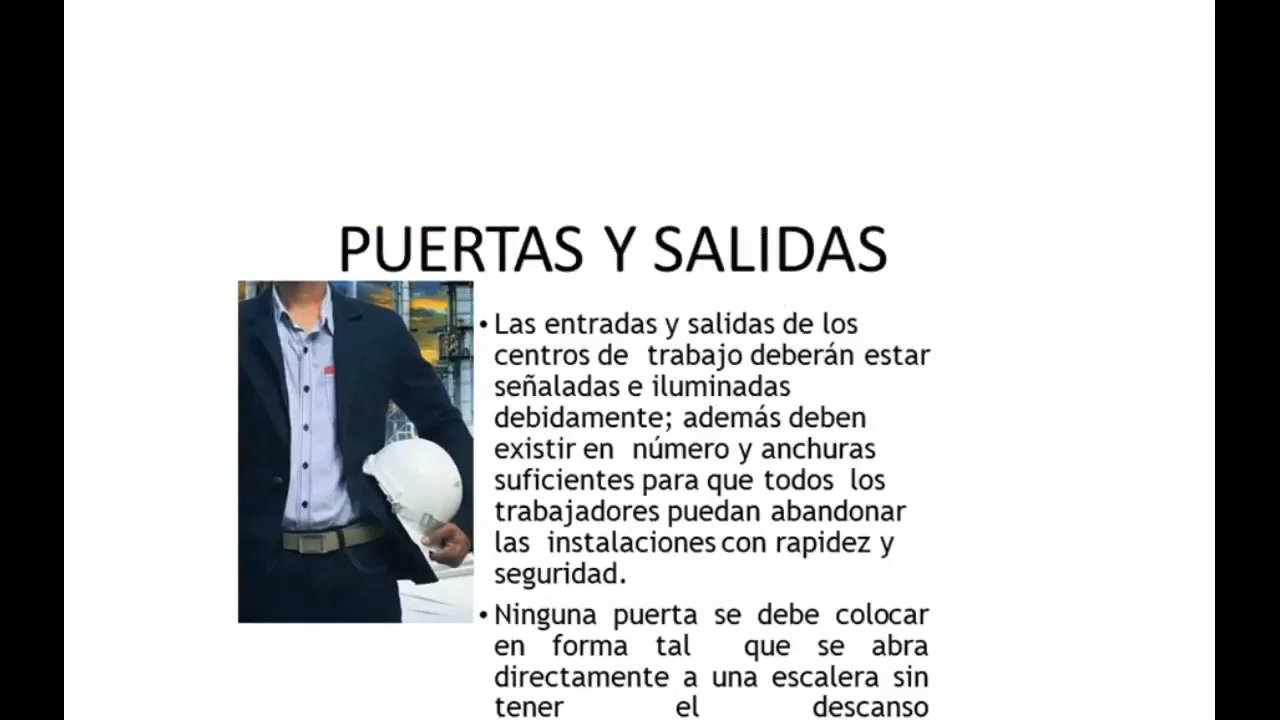 PUERTAS Y SALIDAS
• Las entradas y salidas de los
centros de trabajo deberán estar
señaladas e iluminadas
debidamente; además deben
existir en número y anchuras
suficientes para que todos los
trabajadores puedan abandonar
las instalaciones con rapidez y
seguridad.
• Ninguna puerta se debe colocar
en forma tal que se abra
directamente a una escalera sin
tener el descanso